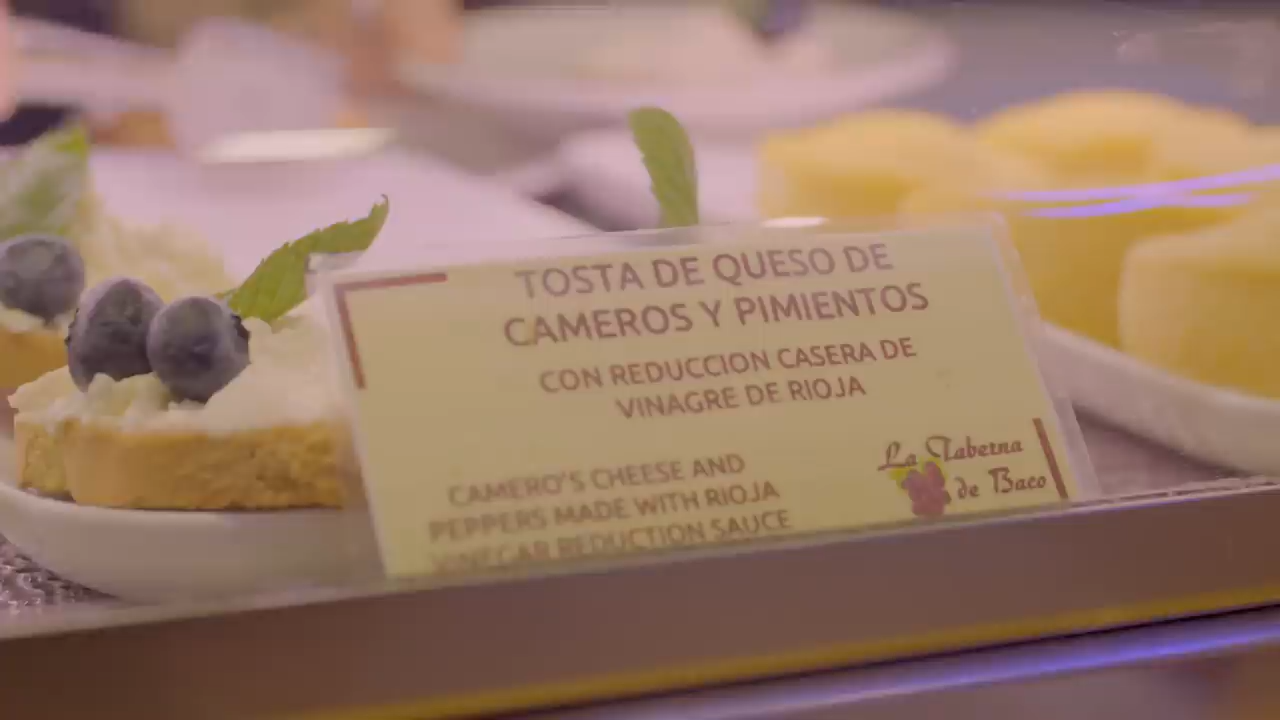 TOSTA DE QUESO DE
CAMEROS Y PIMIENTOS
CON REDUCCION CASERA DE
VINAGRE DE RIOJA
CAMERO'S CHEESE AND
PEPPERS MADE WITH RIOJA
VINEGAR REDUCTION SAUCE
La Taberna
de Baco